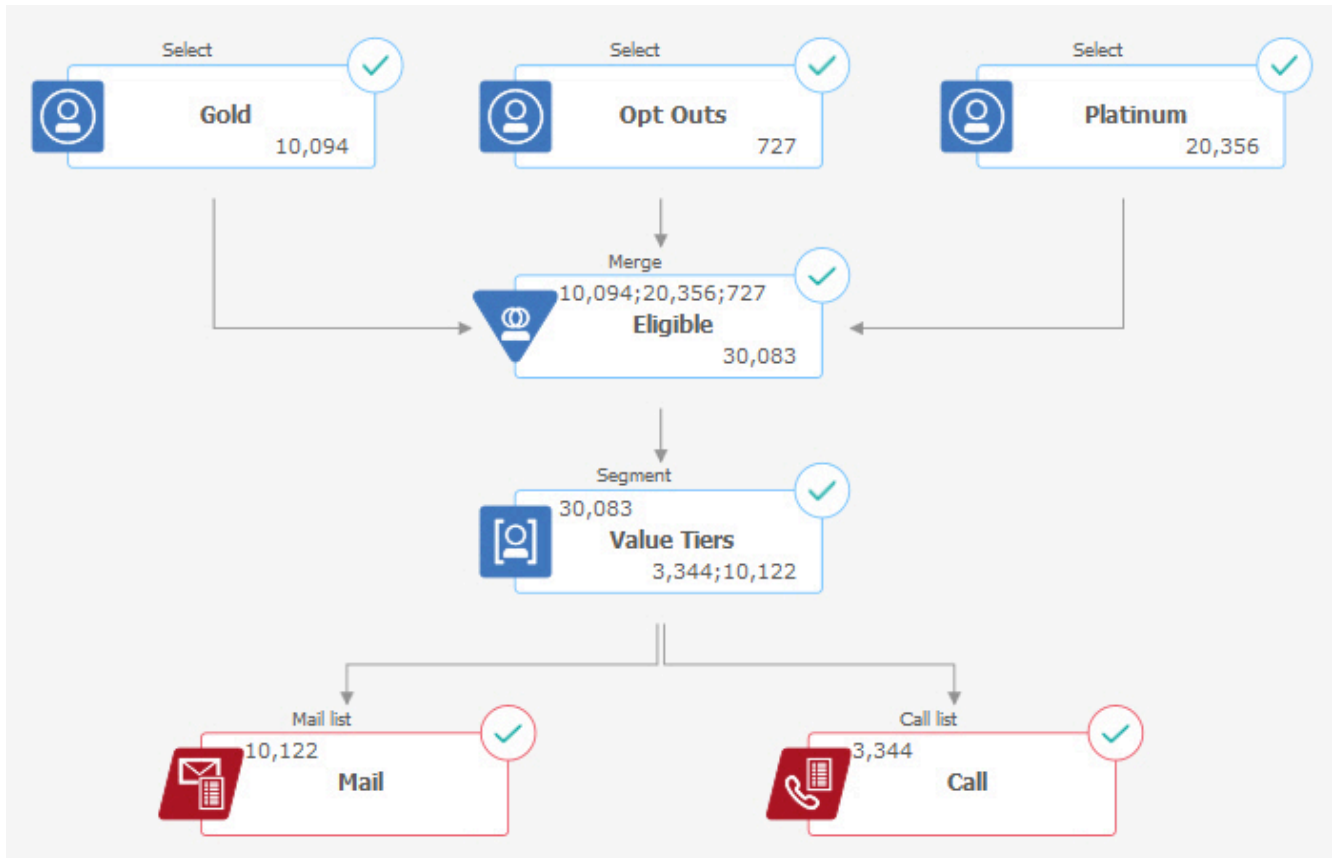 Select
Gold
10,094
Select
Opt Outs
727
Select
Platinum
20,356
Merge
10,094;20,356;727
Eligible
30,083
Segment
30,083
Value Tiers
3,344;10,122
Mail list
10,122
Mail
Call list
3,344
Call